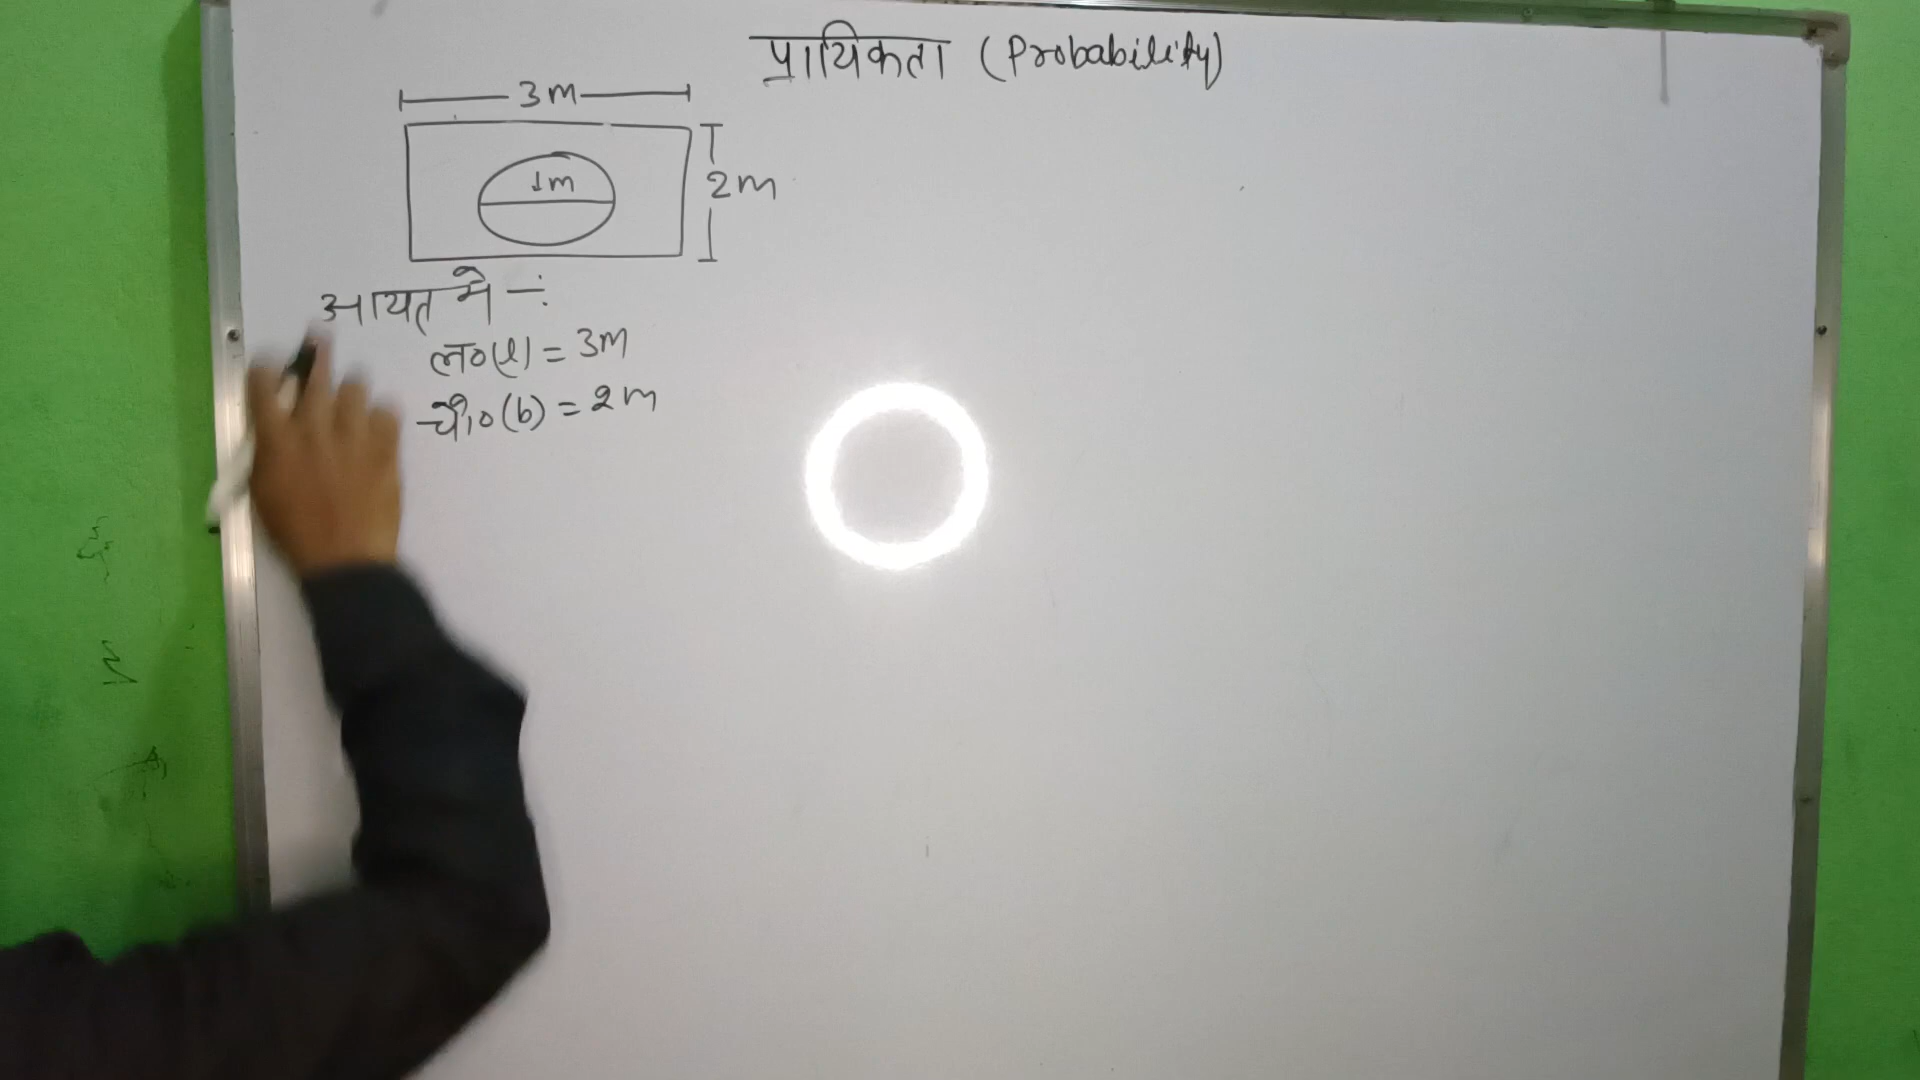 प्रायिकता (Probability)
3m
1m
2m
आयत मे -:
ल०(l) = 3m
चौ०(b) = 2m